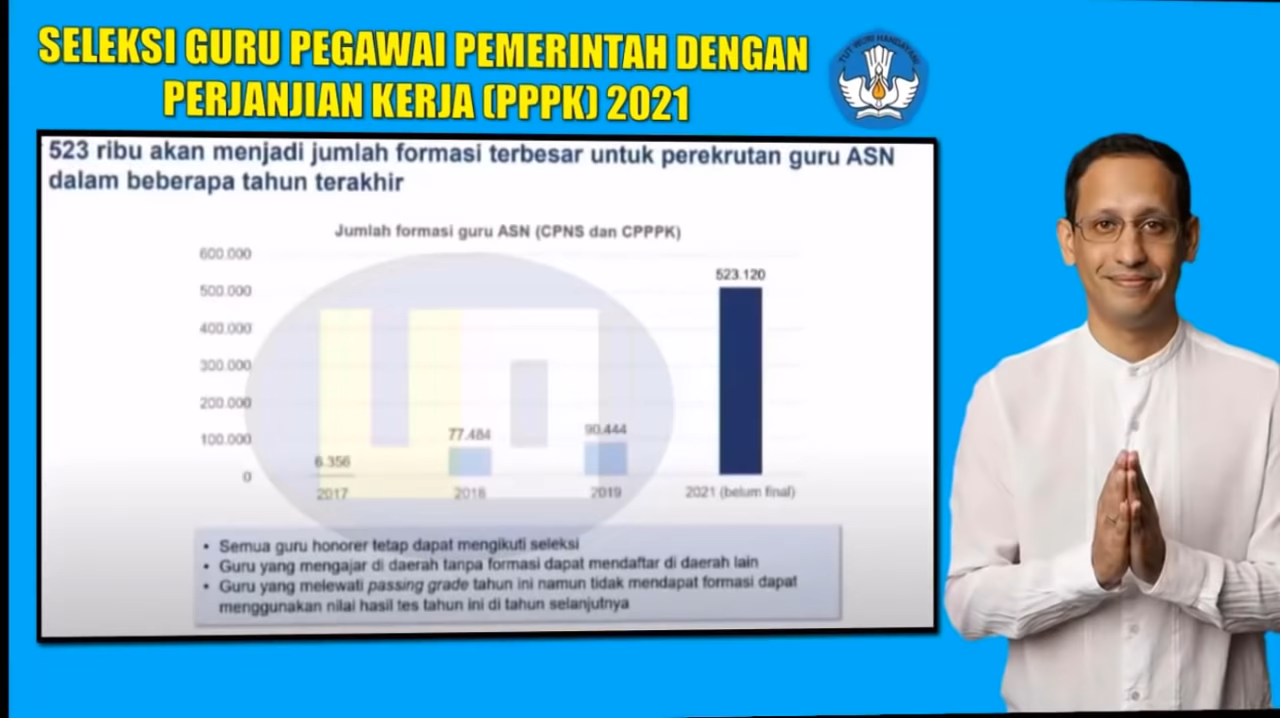 SELEKSI GURU PEGAWAI PEMERINTAH DENGAN
PERJANJIAN KERJA (PPPK) 2021
TUT WURI HANDAYANI
523 ribu akan menjadi jumlah formasi terbesar untuk perekrutan guru ASN
dalam beberapa tahun terakhir
Jumlah formasi guru ASN (CPNS dan CPPPK)
600.000
500.000
400.000
300.000
200.000
100.000
0
6.356
77.484
90.444
523.120
2017
2018
2019
2021 (belum final)
• Semua guru honorer tetap dapat mengikuti seleksi
• Guru yang mengajar di daerah tanpa formasi dapat mendaftar di daerah lain
• Guru yang melewati passing grade tahun ini namun tidak mendapat formasi dapat
menggunakan nilai hasil tes tahun ini di tahun selanjutnya